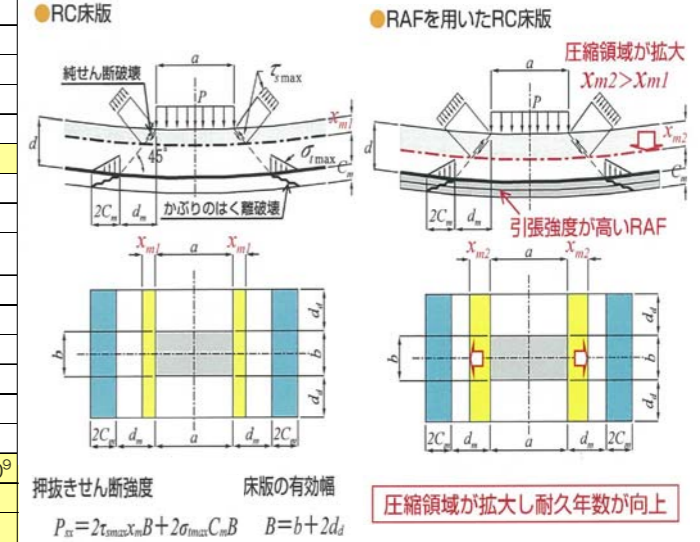 ●RC床版
a
純せん断破壊
τsmax
P
xm1
d
45°
σtmax
Cm
かぶりのはく離破壊
2Cm
dm
xm1
a
xm1
b
dd
b
dd
2Cm
dm
a
dm
2Cm
押抜きせん断強度
床版の有効幅
Psx=2τsmaxxmB+2σtmaxCmB
B=b+2dd
●RAFを用いたRC床版
圧縮領域が拡大
xm2>xm1
a
P
xm2
d
Cm
2Cm
dm
引張強度が高いRAF
xm2
a
xm2
b
dd
b
dd
2Cm
dm
a
dm
2Cm
圧縮領域が拡大し耐久年数が向上